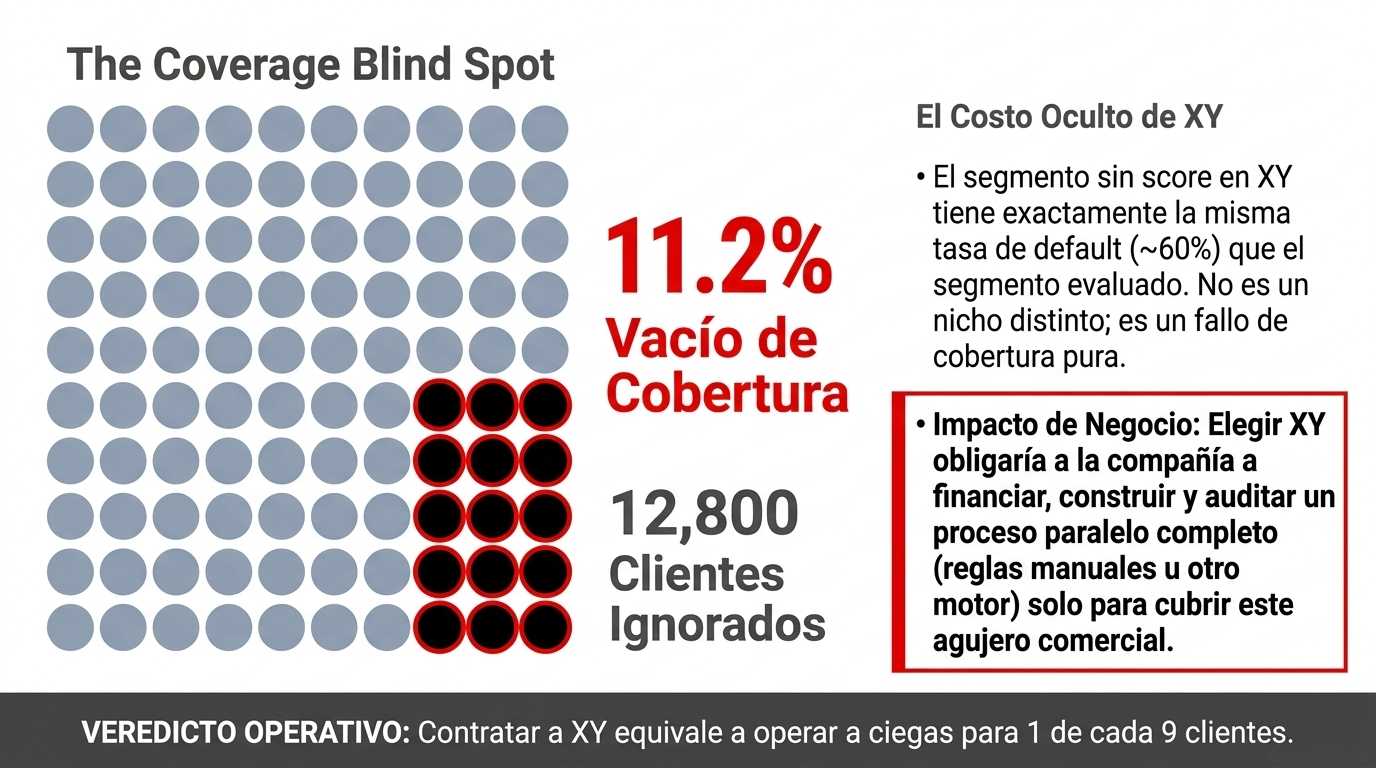 The Coverage Blind Spot
11.2%
Vacío de
Cobertura
12,800
Clientes
Ignorados
El Costo Oculto de XY
• El segmento sin score en XY
tiene exactamente la misma
tasa de default (~60%) que el
segmento evaluado. No es un
nicho distinto; es un fallo de
cobertura pura.
• Impacto de Negocio: Elegir XY
obligaría a la compañía a
financiar, construir y auditar un
proceso paralelo completo
(reglas manuales u otro
motor) solo para cubrir este
agujero comercial.
VEREDICTO OPERATIVO: Contratar a XY equivale a operar a ciegas para 1 de cada 9 clientes.